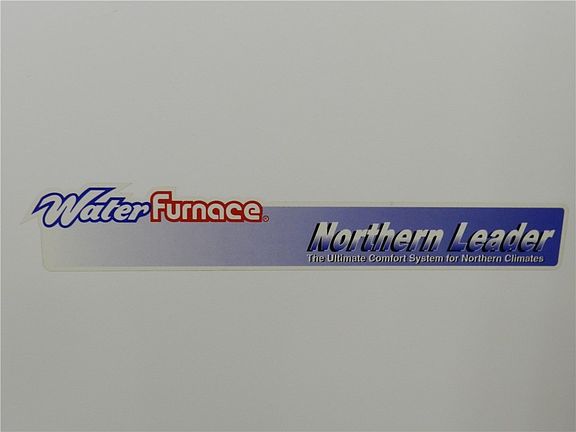 WaterFurnace®
Northern Leader
The Ultimate Comfort System for Northern Climates